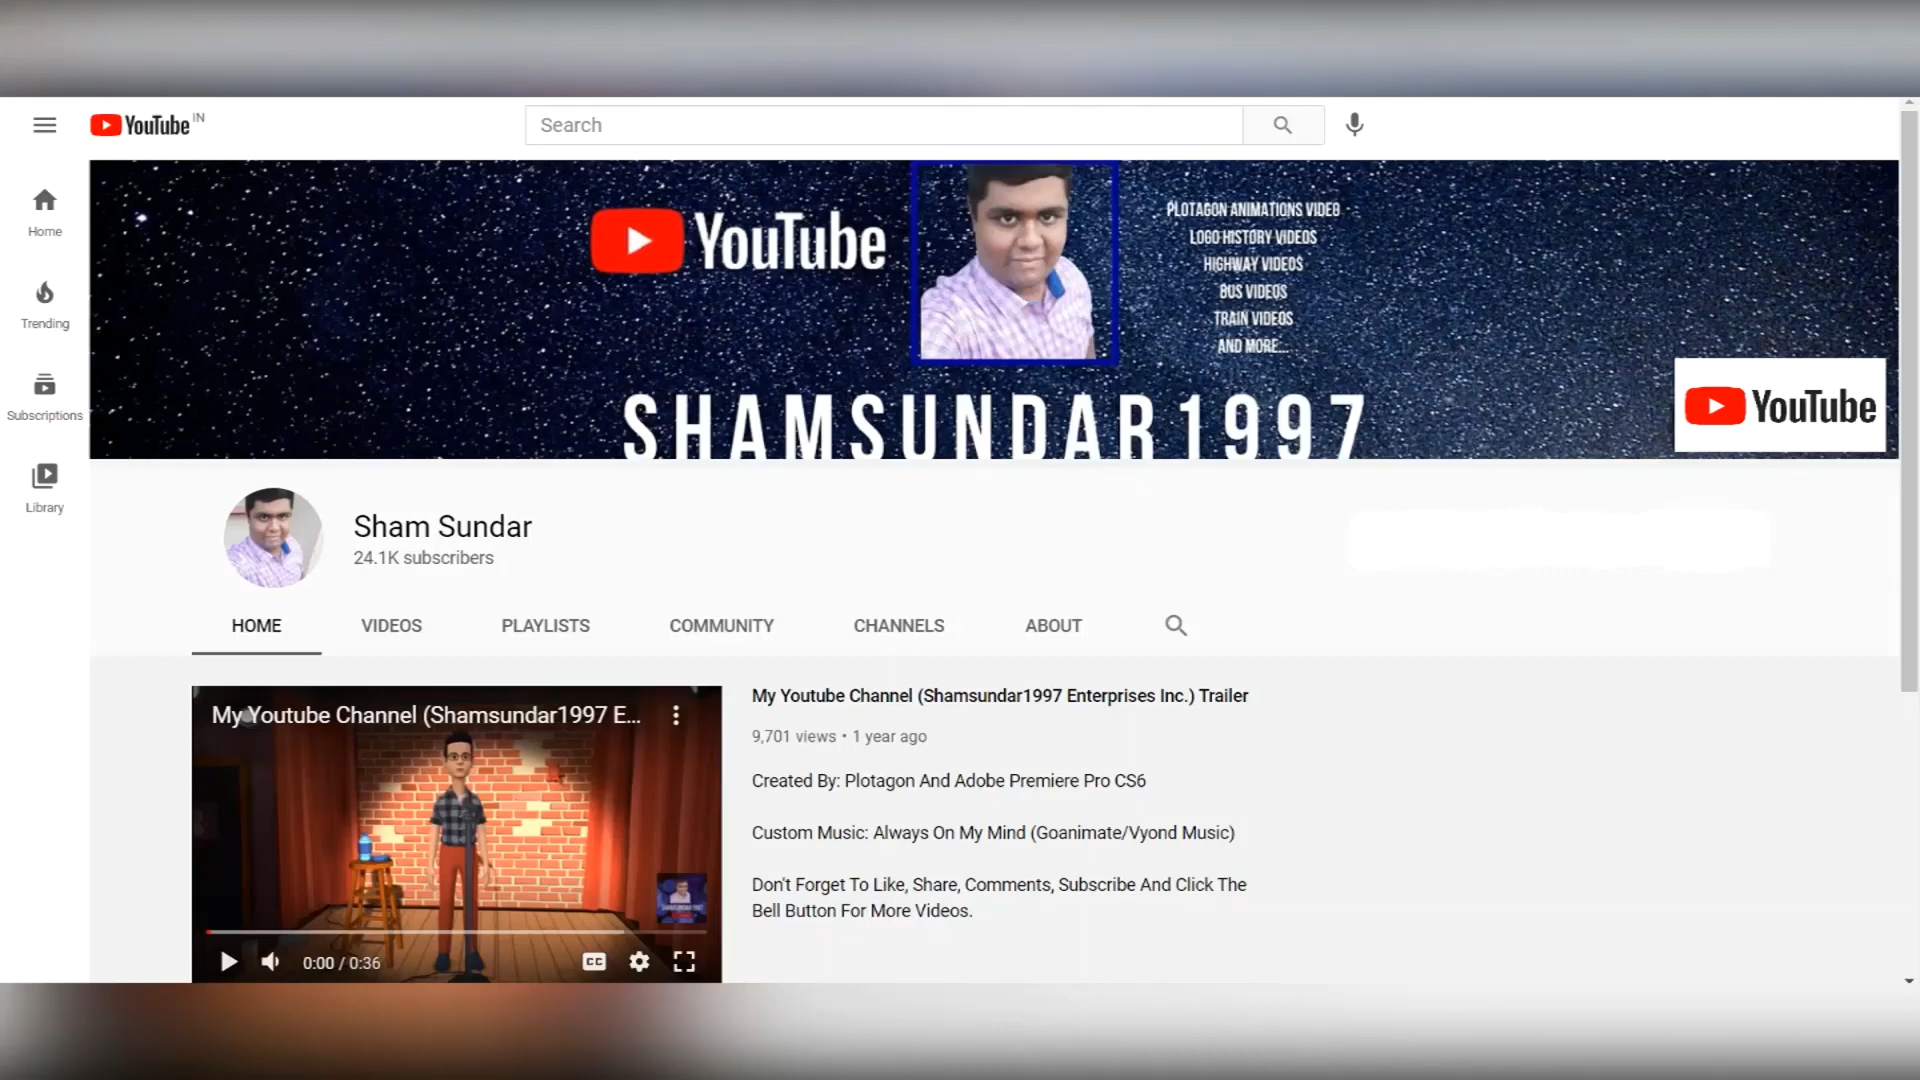 YouTube IN
Search
Home
Trending
Subscriptions
Library
YouTube
PLOTAGON ANIMATIONS VIDEO
LOGO HISTORY VIDEOS
HIGHWAY VIDEOS
BUS VIDEOS
TRAIN VIDEOS
AND MORE...
SHAMSUNDAR1997
YouTube
Sham Sundar
24.1K subscribers
HOME VIDEOS PLAYLISTS COMMUNITY CHANNELS ABOUT
My Youtube Channel (Shamsundar1997 E...
0:00 / 0:36
CC
My Youtube Channel (Shamsundar1997 Enterprises Inc.) Trailer
9,701 views • 1 year ago
Created By: Plotagon And Adobe Premiere Pro CS6
Custom Music: Always On My Mind (Goanimate/Vyond Music)
Don't Forget To Like, Share, Comments, Subscribe And Click The
Bell Button For More Videos.